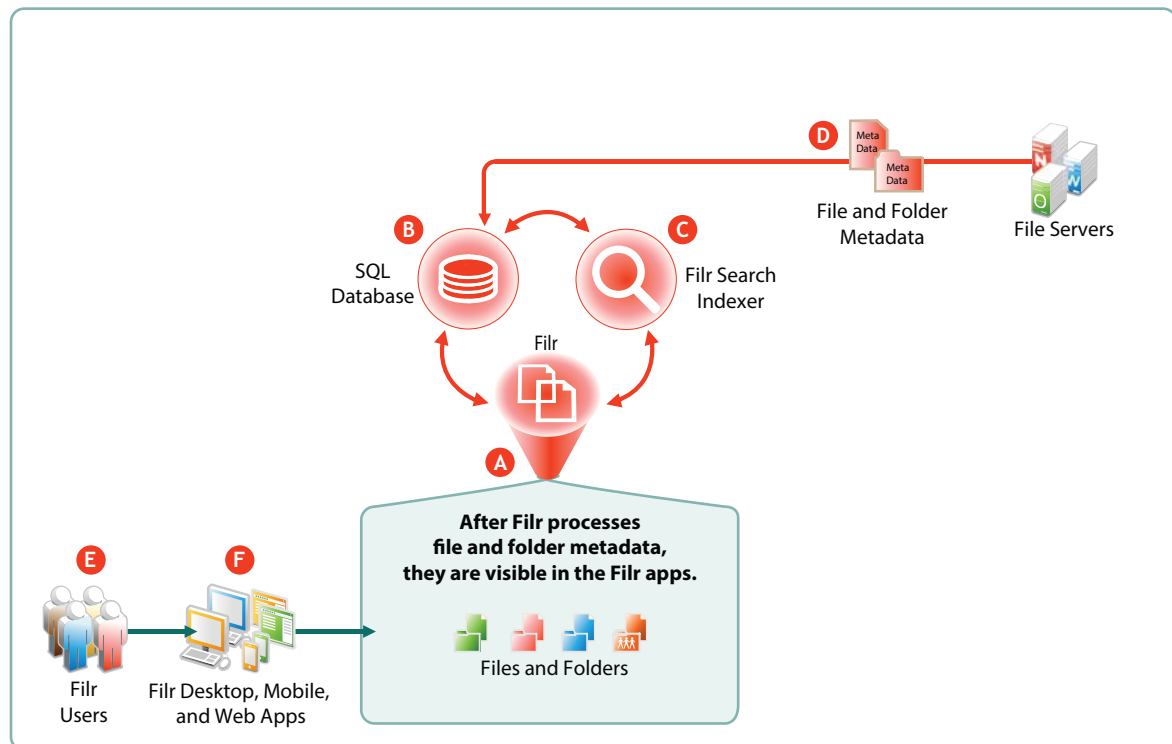 D
Meta
Data
Meta
Data
N
W
O
File and Folder
Metadata
File Servers
B
C
SQL
Database
Filr Search
Indexer
Filr
A
After Filr processes
file and folder metadata,
they are visible in the Filr apps.
E
F
Files and Folders
Filr
Users
Filr Desktop, Mobile,
and Web Apps